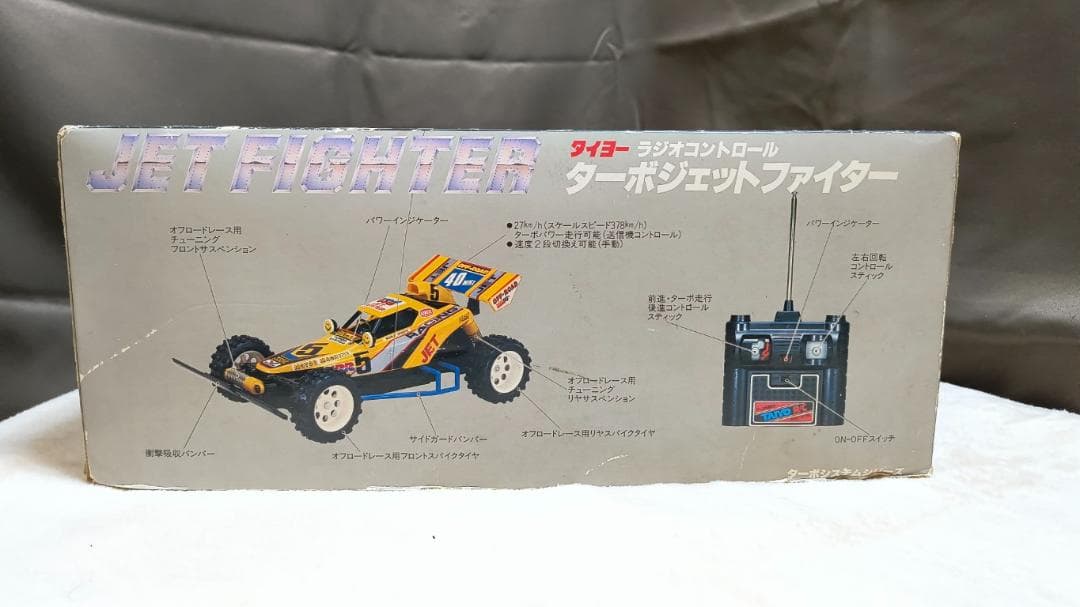 JET FIGHTER
タイヨー ラジオコントロール
ターボジェットファイター
オフロードレース用
チューニング
フロントサスペンション
パワーインジケーター
●27km/h(スケールスピード378km/h)
ターボパワー走行可能(送信機コントロール)
●速度2段切換え可能(手動)
パワーインジケーター
左右回転
コントロール
スティック
前進・ターボ走行
後進コントロール
スティック
OFF-ROAD
40
5
OFF-ROAD
RACING
JET
5
5
オフロードレース用
チューニング
リヤサスペンション
サイドガードバンパー
オフロードレース用リヤスパイクタイヤ
衝撃吸収バンパー
オフロードレース用フロントスパイクタイヤ
TAIYO R/C
ON-OFFスイッチ